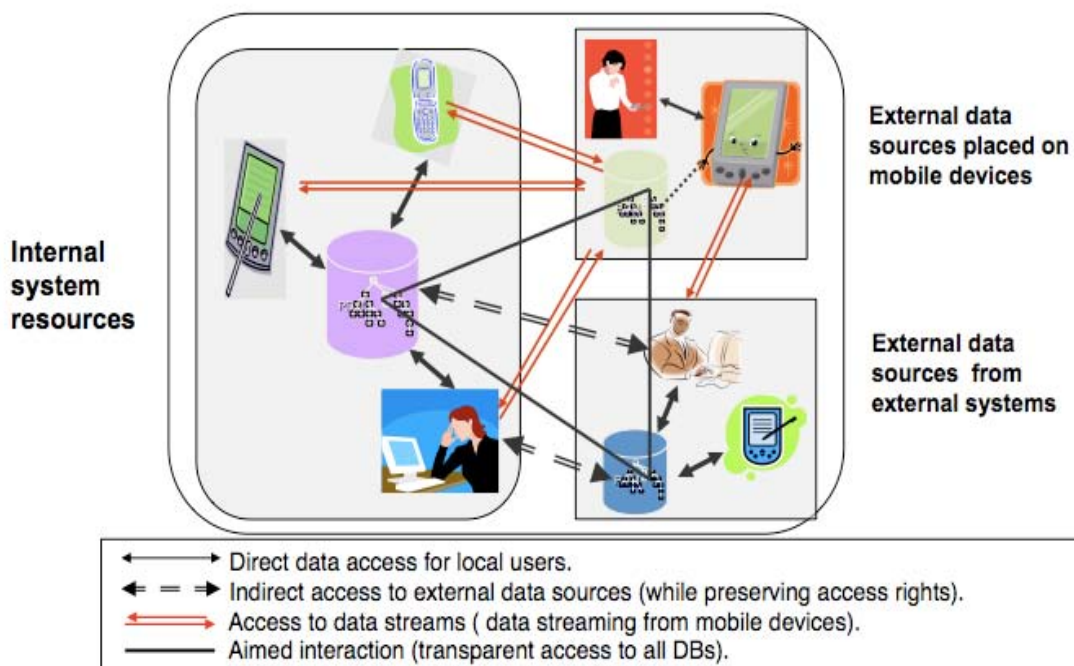 External data
sources placed on
mobile devices
Internal
system
resources
External data
sources  from
external systems
Direct data access for local users.
Indirect access to external data sources (while preserving access rights).
Access to data streams ( data streaming from mobile devices).
Aimed interaction (transparent access to all DBs).